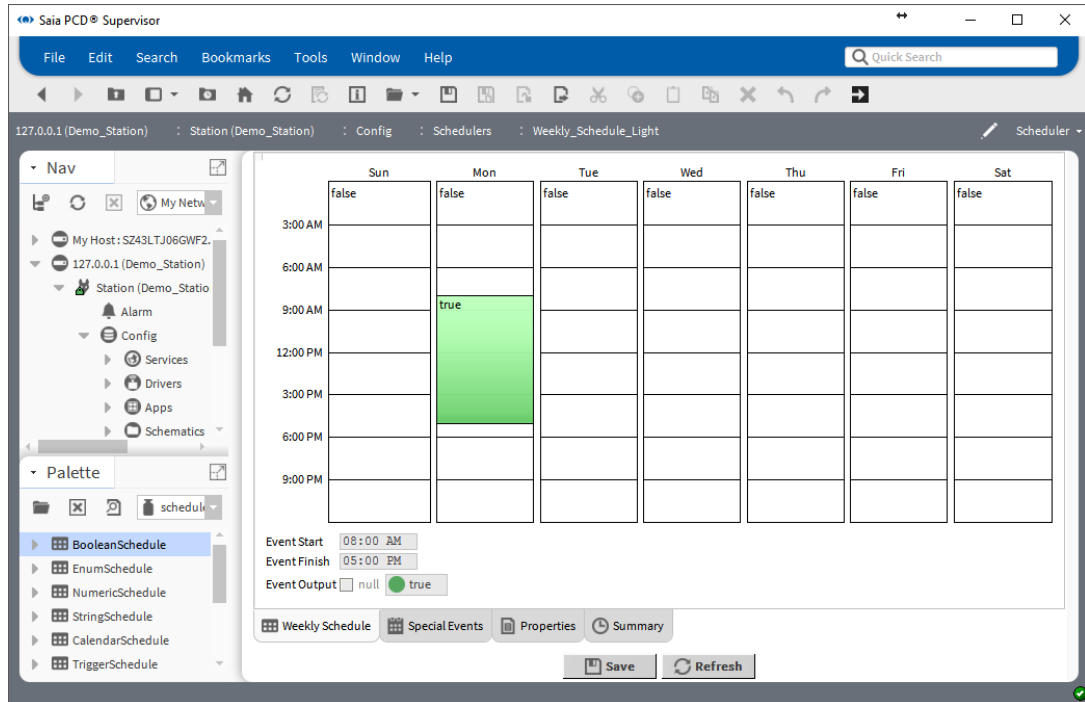 Saia PCD® Supervisor
File Edit Search Bookmarks Tools Window Help
Quick Search
127.0.0.1 (Demo_Station) : Station (Demo_Station) : Config : Schedulers : Weekly_Schedule_Light
Scheduler
Nav
My Netw
My Host : SZ43LTJ06GWF2.
127.0.0.1 (Demo_Station)
Station (Demo_Statio
Alarm
Config
Services
Drivers
Apps
Schematics
Palette
schedule
BooleanSchedule
EnumSchedule
NumericSchedule
StringSchedule
CalendarSchedule
TriggerSchedule
Sun Mon Tue Wed Thu Fri Sat
false false false false false false false
3:00 AM
6:00 AM
true
9:00 AM
12:00 PM
3:00 PM
6:00 PM
9:00 PM
Event Start 08:00 AM
Event Finish 05:00 PM
Event Output null true
Weekly Schedule Special Events Properties Summary
Save Refresh